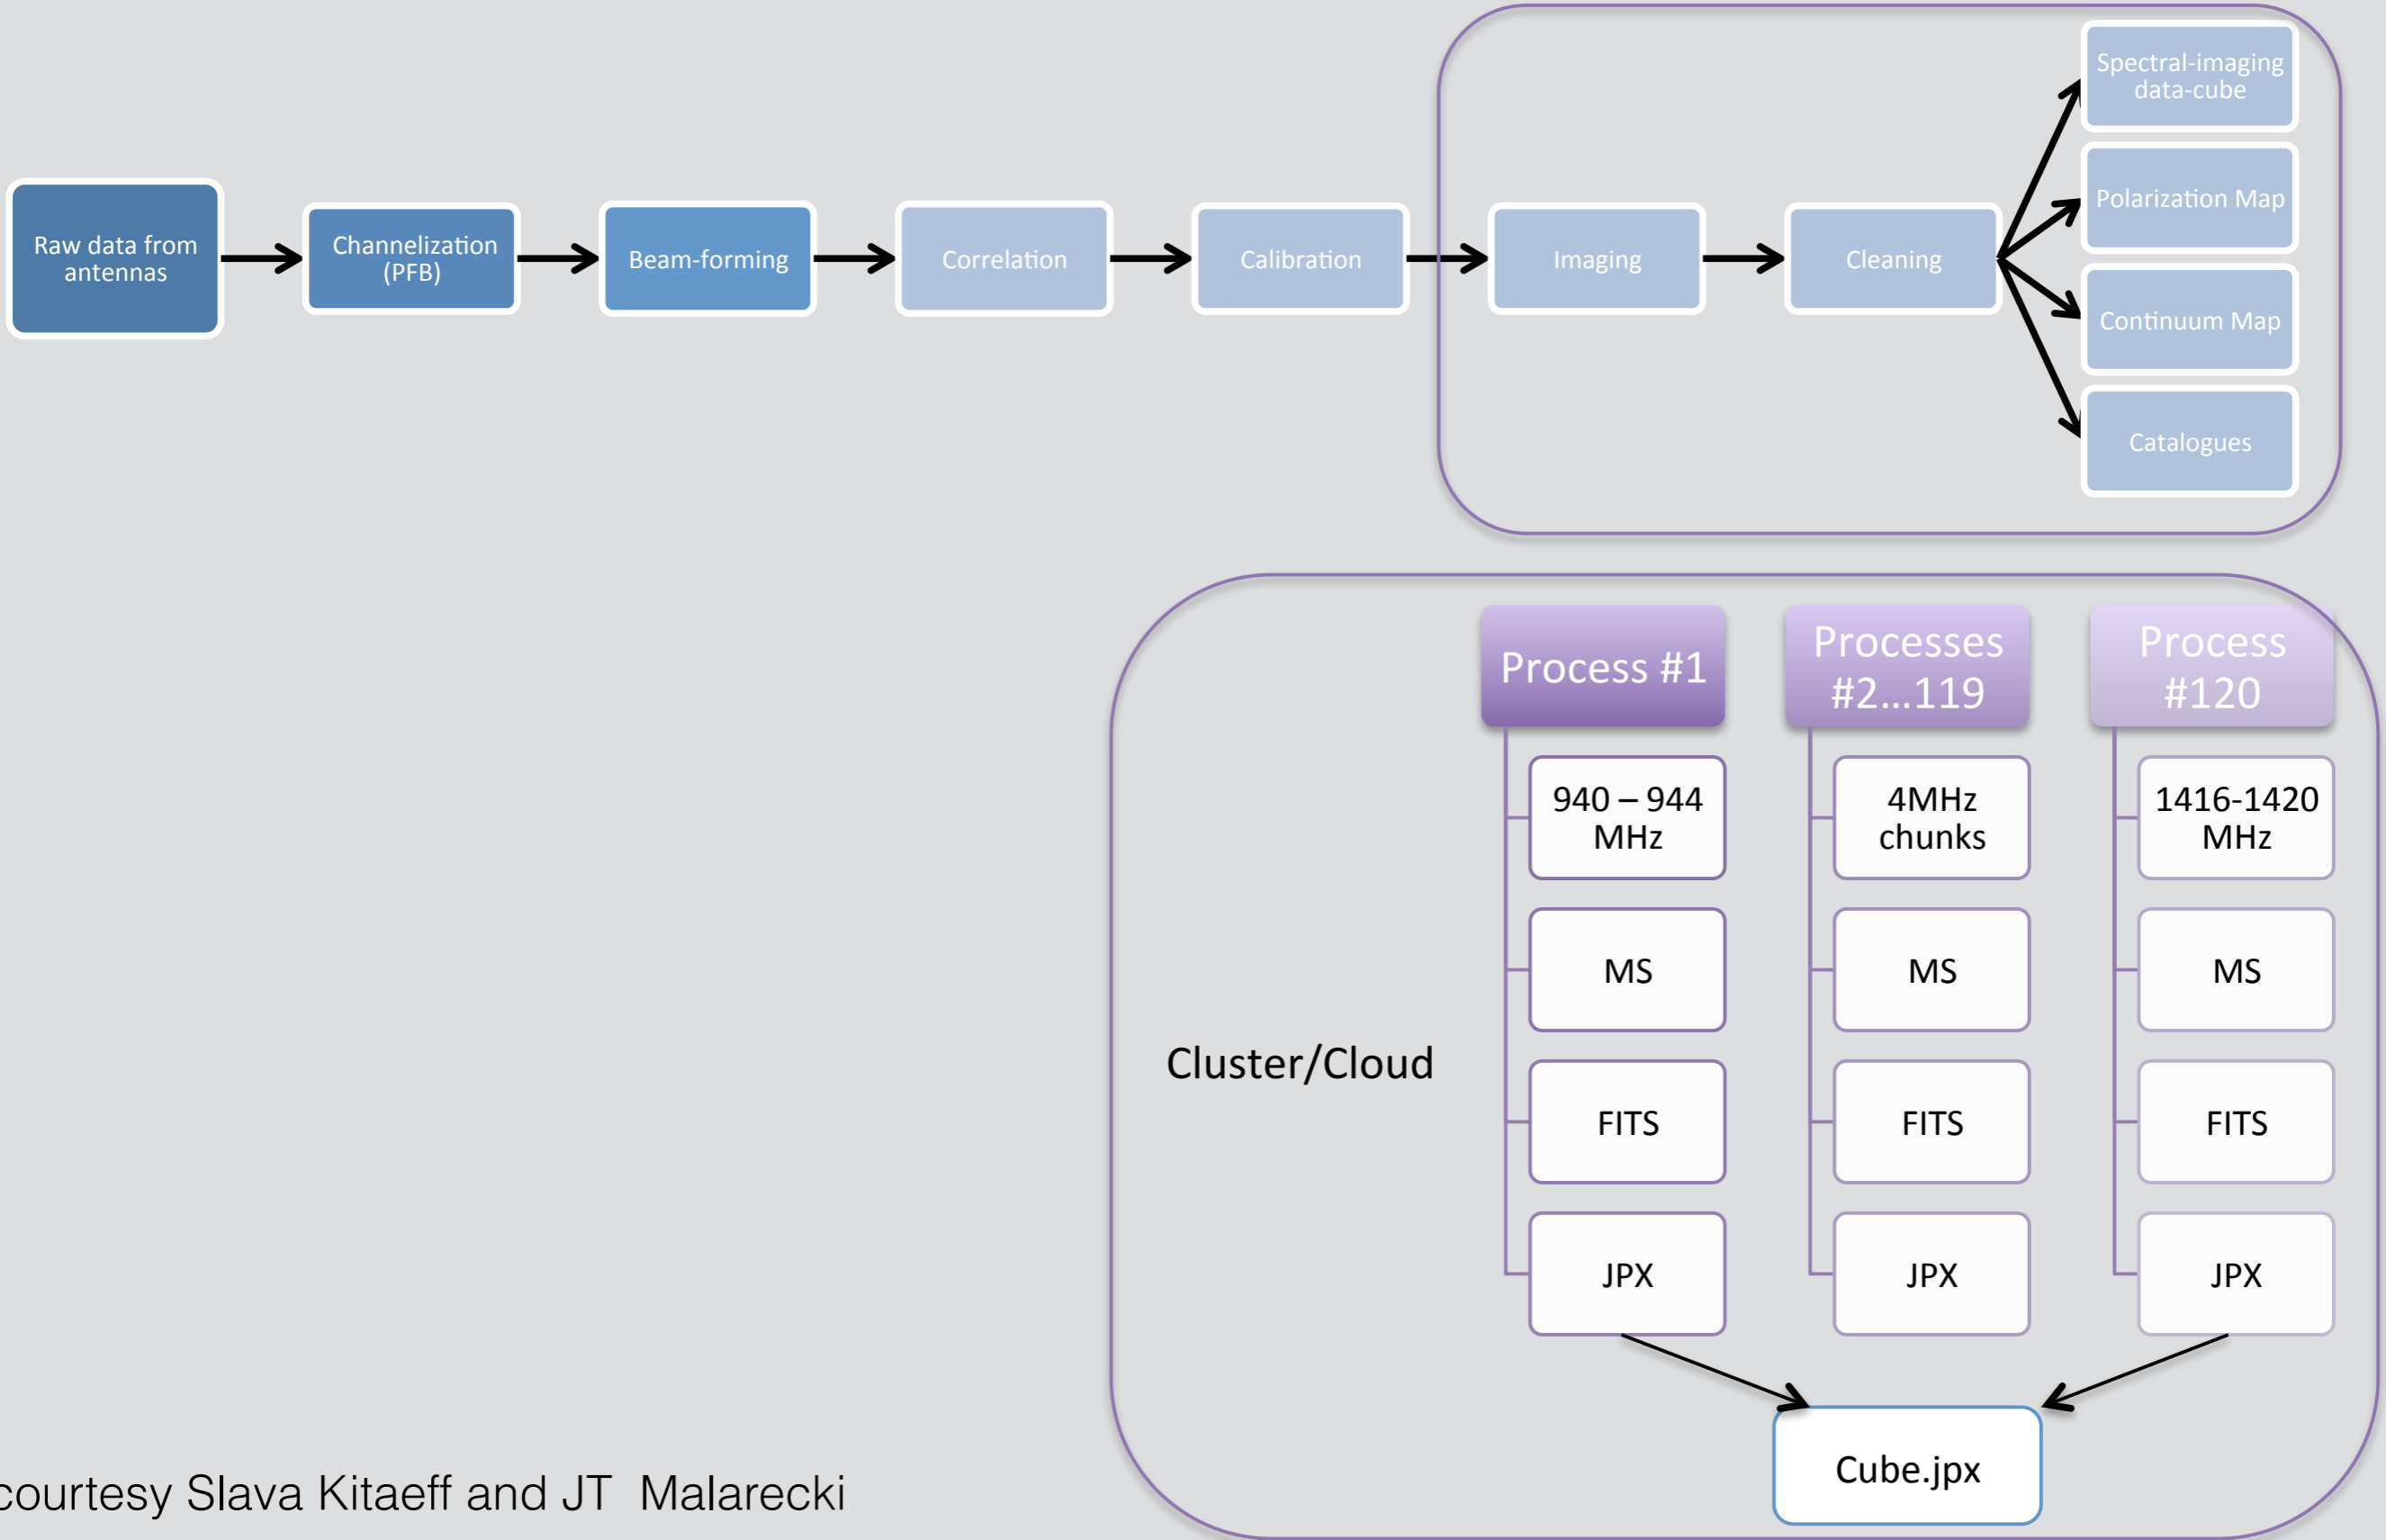 Raw data from
antennas
Channelization
(PFB)
Beam-forming
Correlation
Calibration
Imaging
Cleaning
Spectral-imaging
data-cube
Polarization Map
Continuum Map
Catalogues
Cluster/Cloud
Process #1
940 – 944
MHz
MS
FITS
JPX
Processes
#2...119
4MHz
chunks
MS
FITS
JPX
Process
#120
1416-1420
MHz
MS
FITS
JPX
Cube.jpx
courtesy Slava Kitaeff and JT Malarecki